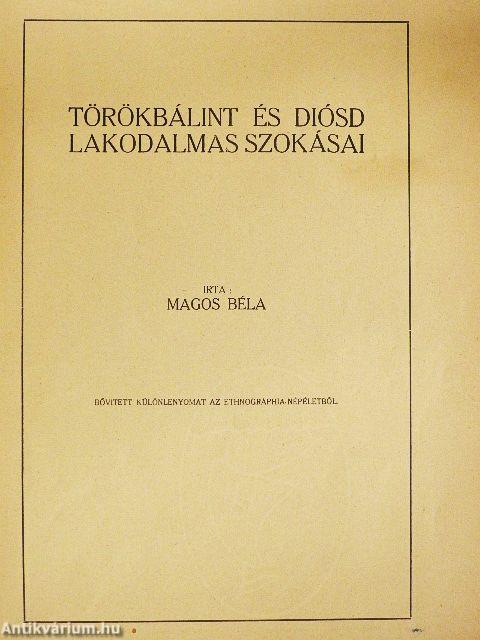 TÖRÖKBÁLINT ÉS DIÓSD
LAKODALMAS SZOKÁSAI
IRTA:
MAGOS BÉLA
BŐVITETT KÜLÖNLENYOMAT AZ ETHNOGRAPHIA-NÉPÉLETBŐL.
Antikvárium.hu